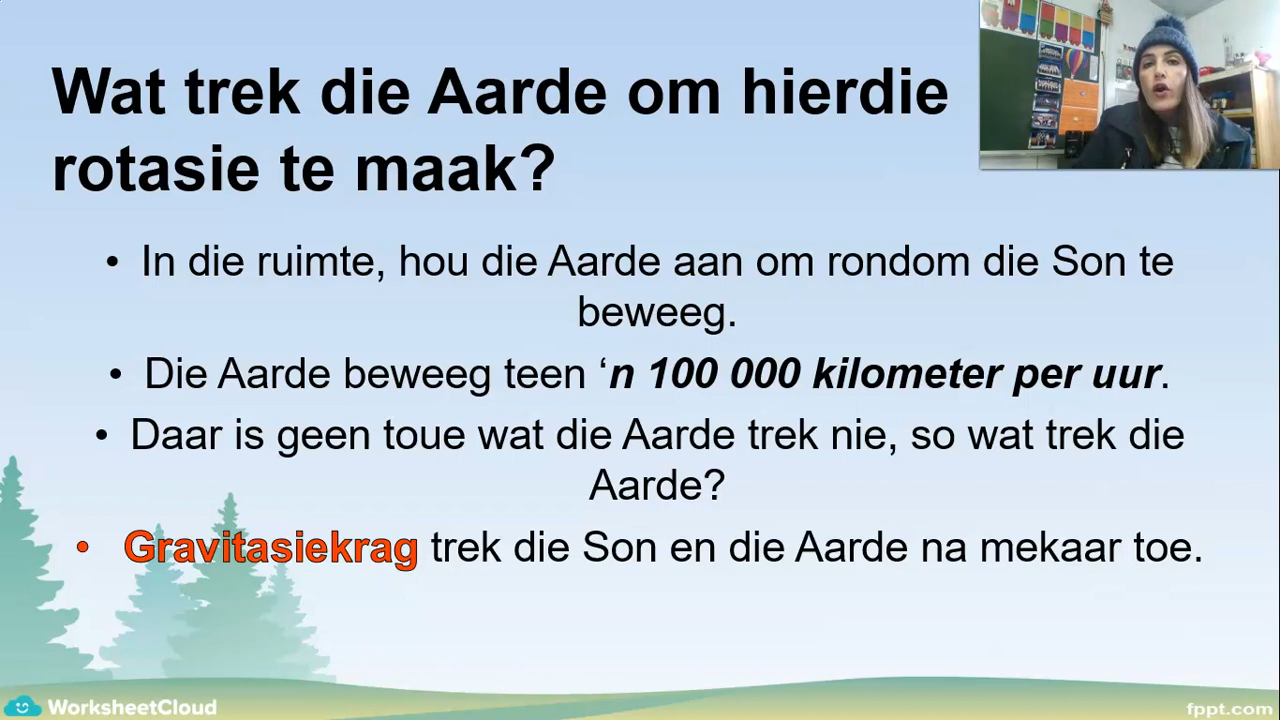 Wat trek die Aarde om hierdie
rotasie te maak?
• In die ruimte, hou die Aarde aan om rondom die Son te
beweeg.
• Die Aarde beweeg teen ‘n 100 000 kilometer per uur.
• Daar is geen toue wat die Aarde trek nie, so wat trek die
Aarde?
• Gravitasiekrag trek die Son en die Aarde na mekaar toe.
WorksheetCloud
fppt.com